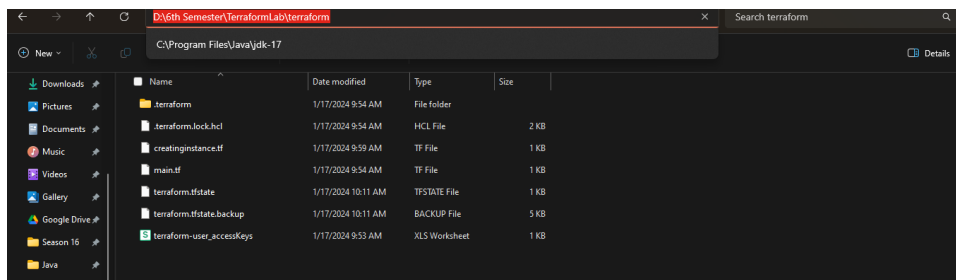 D:\6th Semester\TerraformLab\terraform
Search terraform
C:\Program Files\Java\jdk-17
New
Details
Downloads
Pictures
Documents
Music
Videos
Gallery
Google Drive
Season 16
Java
Name Date modified Type Size
.terraform 1/17/2024 9:54 AM File folder
.terraform.lock.hcl 1/17/2024 9:54 AM HCL File 2 KB
creatinginstance.tf 1/17/2024 9:59 AM TF File 1 KB
main.tf 1/17/2024 9:54 AM TF File 1 KB
terraform.tfstate 1/17/2024 10:11 AM TFSTATE File 1 KB
terraform.tfstate.backup 1/17/2024 10:11 AM BACKUP File 5 KB
terraform-user_accessKeys 1/17/2024 9:53 AM XLS Worksheet 1 KB